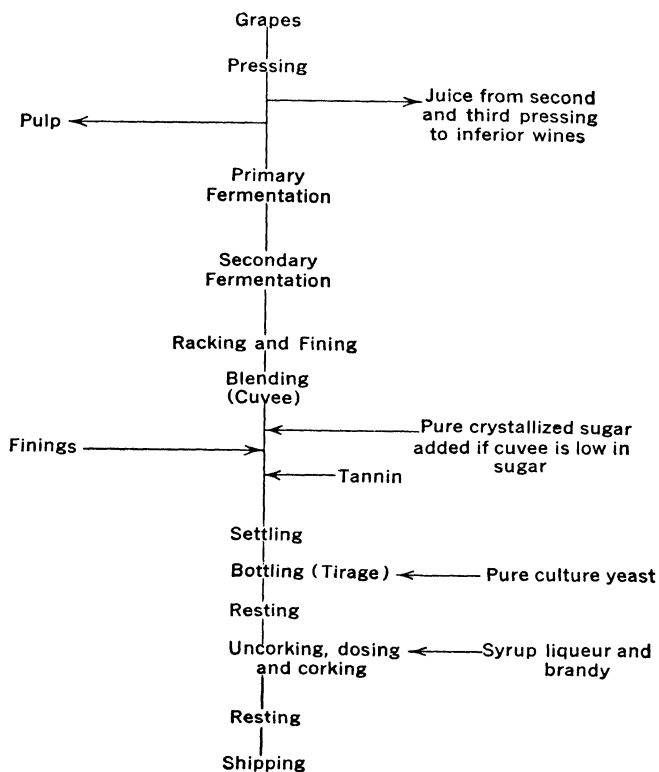 Grapes
Pressing
Juice from second
and third pressing
to inferior wines
Pulp
Primary
Fermentation
Secondary
Fermentation
Racking and Fining
Blending
(Cuvee)
Pure crystallized sugar
added if cuvee is low in
sugar
Finings
Tannin
Settling
Bottling (Tirage)
Pure culture yeast
Resting
Uncorking, dosing
and corking
Syrup liqueur and
brandy
Resting
Shipping